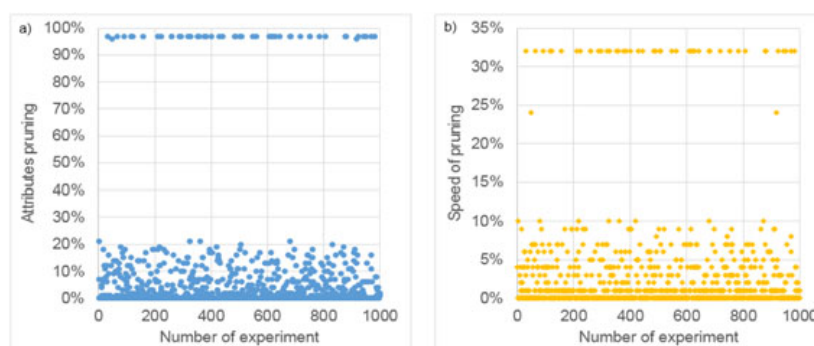 a)
100%
90%
80%
70%
60%
50%
40%
30%
20%
10%
0%
Attributes pruning
0 200 400 600 800 1000
Number of experiment
b)
35%
30%
25%
20%
15%
10%
5%
0%
Speed of pruning
0 200 400 600 800 1000
Number of experiment